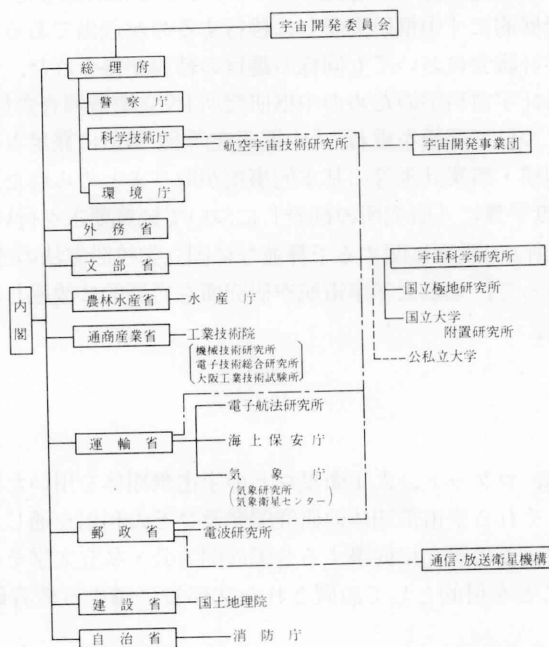 宇宙開発委員会
総理府
警察庁
科学技術庁
航空宇宙技術研究所
宇宙開発事業団
環境庁
外務省
文部省
宇宙科学研究所
国立極地研究所
国立大学
附置研究所
公私立大学
内閣
農林水産省
水産庁
通商産業省
工業技術院
機械技術研究所
電子技術総合研究所
大阪工業技術試験所
電子航法研究所
運輸省
海上保安庁
気象庁
(気象研究所
気象衛星センター)
郵政省
電波研究所
通信・放送衛星機構
建設省
国土地理院
自治省
消防庁